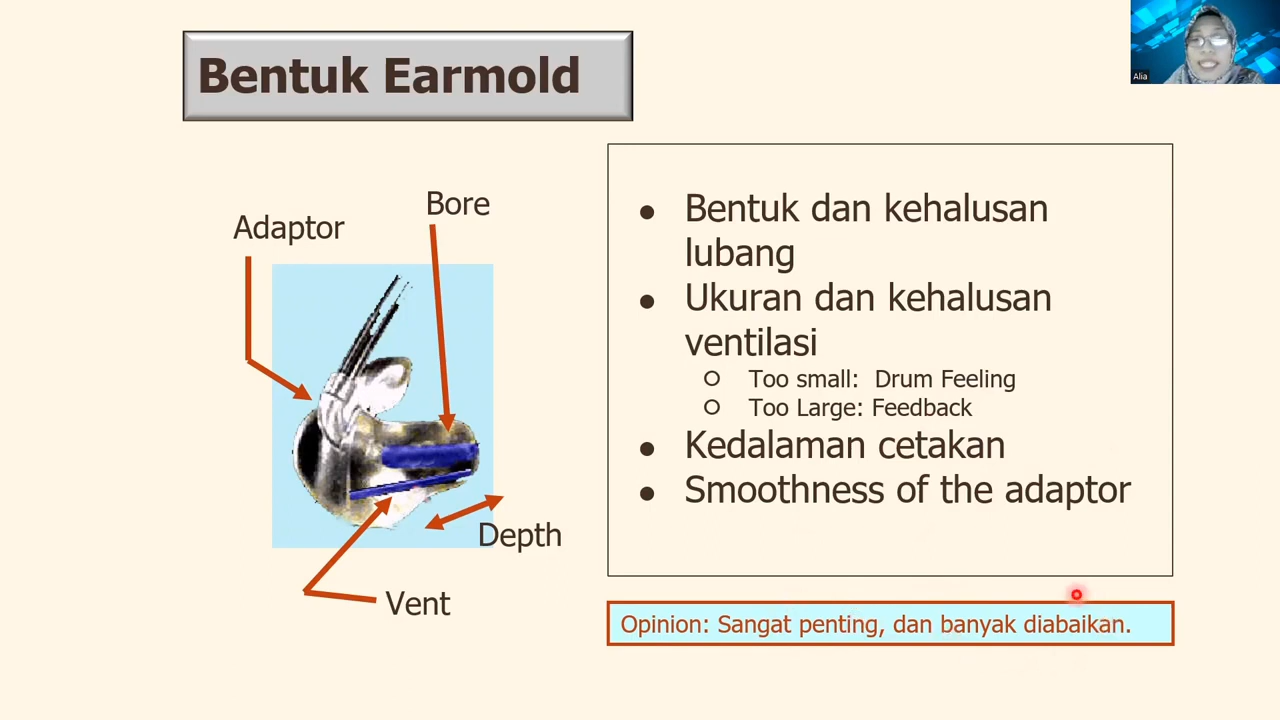 Bentuk Earmold
Alia
Adaptor
Bore
Depth
Vent
● Bentuk dan kehalusan
lubang
● Ukuran dan kehalusan
ventilasi
○ Too small: Drum Feeling
○ Too Large: Feedback
● Kedalaman cetakan
● Smoothness of the adaptor
Opinion: Sangat penting, dan banyak diabaikan.